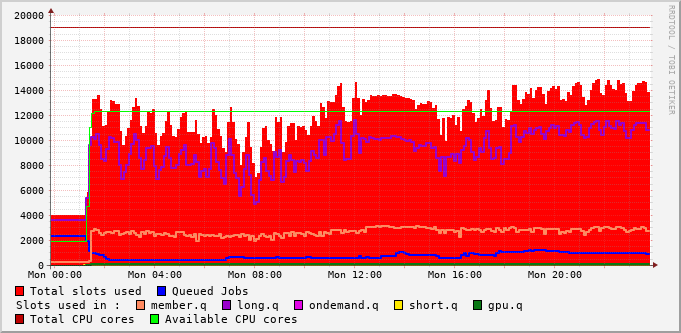 20000
18000
16000
14000
12000
10000
8000
6000
4000
2000
0
Mon 00:00 Mon 04:00 Mon 08:00 Mon 12:00 Mon 16:00 Mon 20:00
Total slots used Queued Jobs
Slots used in : member.q long.q ondemand.q short.q gpu.q
Total CPU cores Available CPU cores
RRDTOOL / TOBI OETIKER